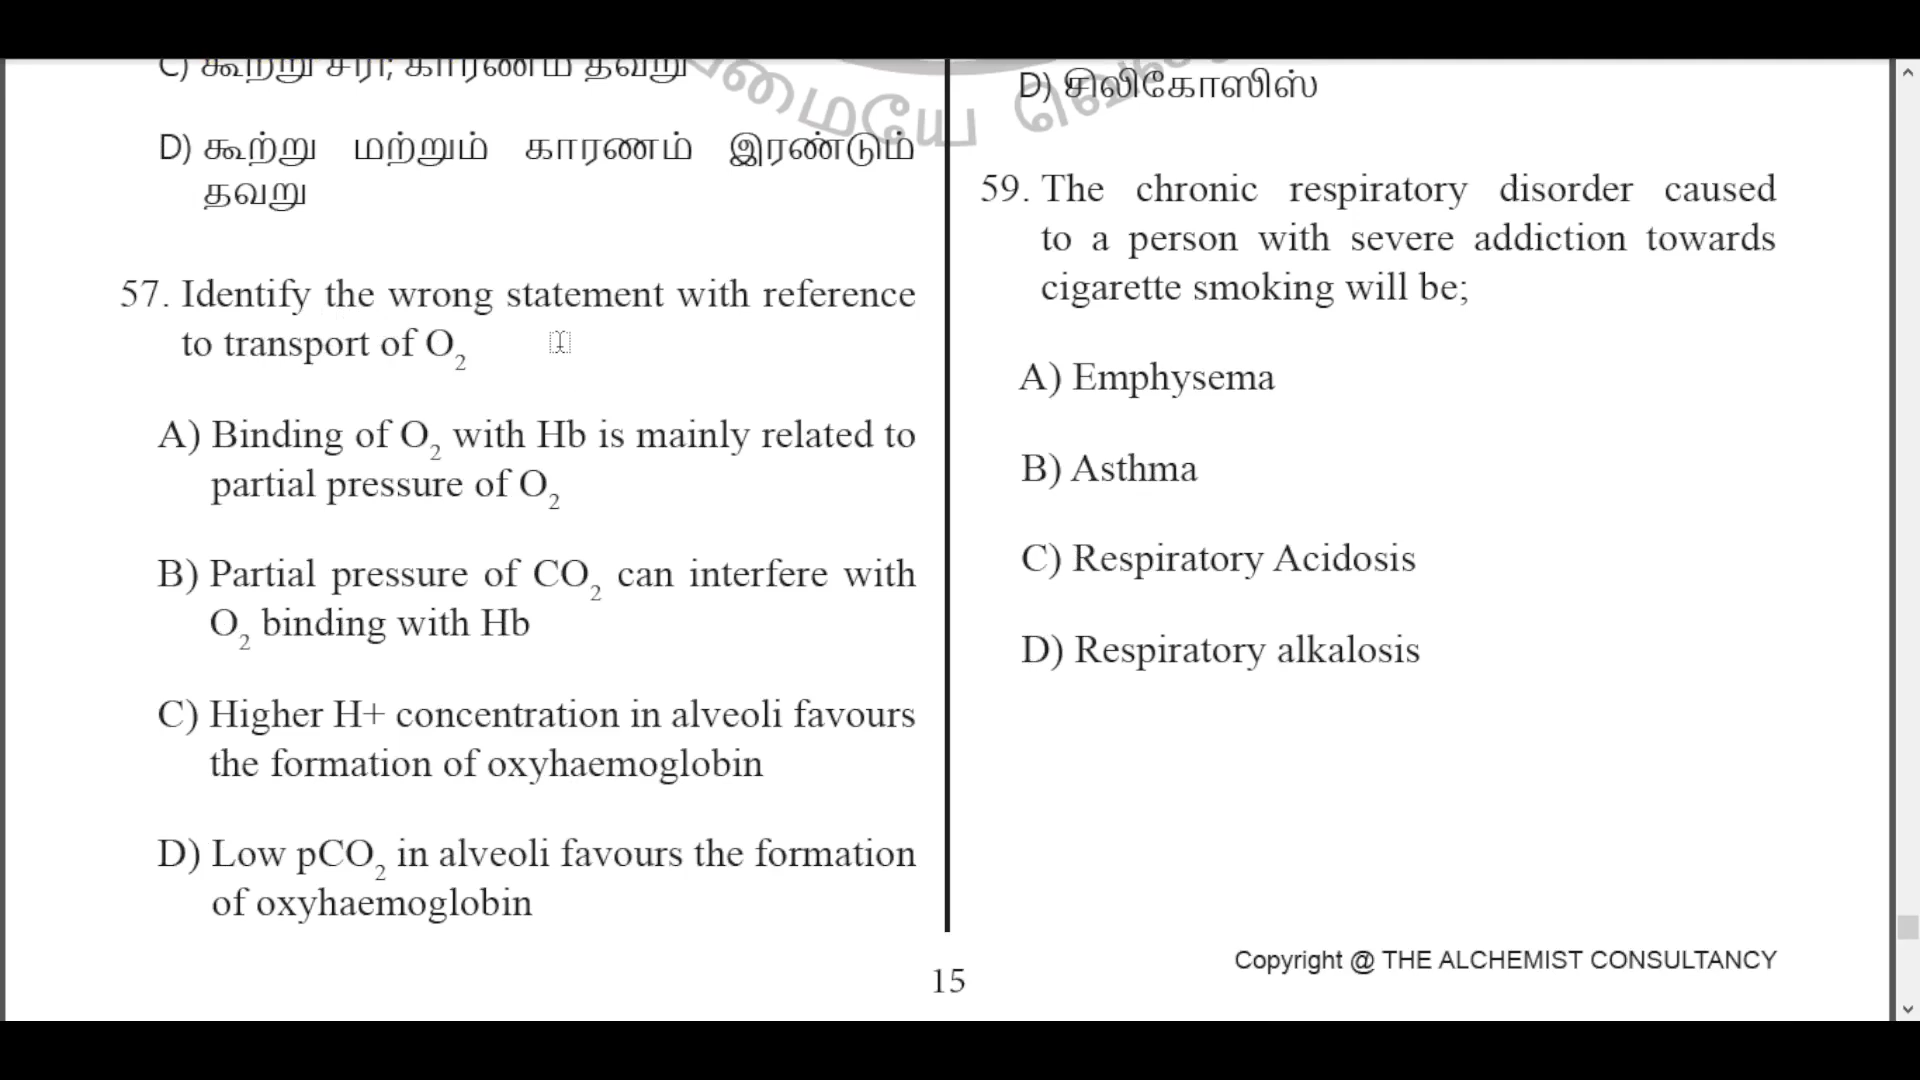 C) கூற்று சரி; காரணம் தவறு
D) கூற்று மற்றும் காரணம் இரண்டும்
தவறு
57. Identify the wrong statement with reference
to transport of O2
A) Binding of O2 with Hb is mainly related to
partial pressure of O2
B) Partial pressure of CO2 can interfere with
O2 binding with Hb
C) Higher H+ concentration in alveoli favours
the formation of oxyhaemoglobin
D) Low pCO2 in alveoli favours the formation
of oxyhaemoglobin
D) சிலிகோஸிஸ்
59. The chronic respiratory disorder caused
to a person with severe addiction towards
cigarette smoking will be;
A) Emphysema
B) Asthma
C) Respiratory Acidosis
D) Respiratory alkalosis
Copyright @ THE ALCHEMIST CONSULTANCY
15